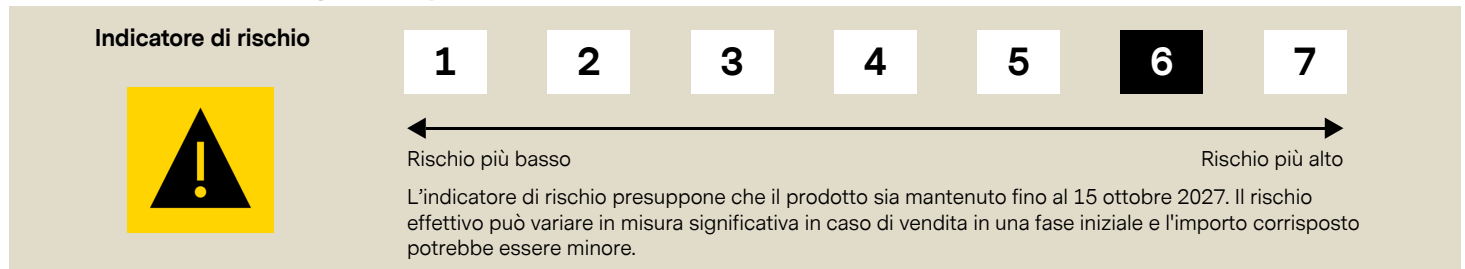 Indicatore di rischio
1 2 3 4 5 6 7
Rischio più basso Rischio più alto
L'indicatore di rischio presuppone che il prodotto sia mantenuto fino al 15 ottobre 2027. Il rischio
effettivo può variare in misura significativa in caso di vendita in una fase iniziale e l'importo corrisposto
potrebbe essere minore.